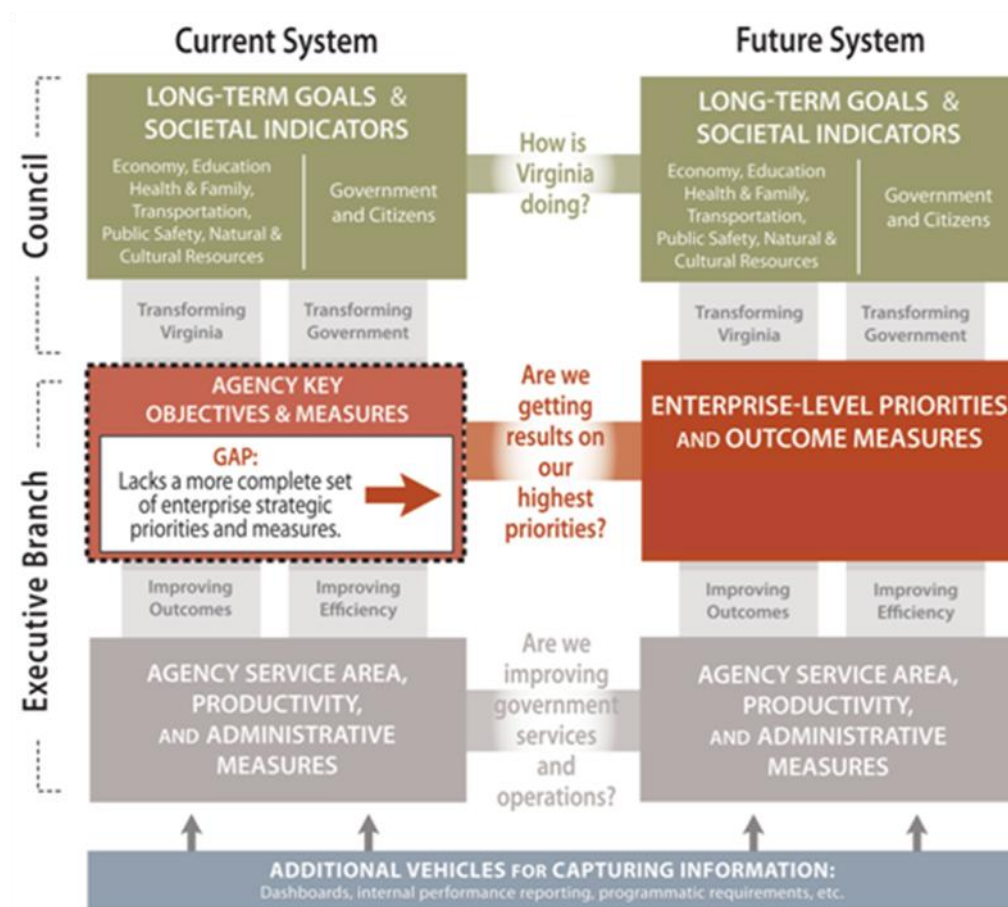 Current System
Future System
Council
LONG-TERM GOALS &
SOCIETAL INDICATORS
Economy, Education
Health & Family,
Transportation,
Public Safety, Natural &
Cultural Resources
Government
and Citizens
How is
Virginia
doing?
LONG-TERM GOALS &
SOCIETAL INDICATORS
Economy, Education
Health & Family,
Transportation,
Public Safety, Natural &
Cultural Resources
Government
and Citizens
Transforming
Virginia
Transforming
Government
Transforming
Virginia
Transforming
Government
Executive Branch
AGENCY KEY
OBJECTIVES & MEASURES
GAP:
Lacks a more complete set
of enterprise strategic
priorities and measures.
Are we
getting
results on
our
highest
priorities?
ENTERPRISE-LEVEL PRIORITIES
AND OUTCOME MEASURES
Improving
Outcomes
Improving
Efficiency
Improving
Outcomes
Improving
Efficiency
AGENCY SERVICE AREA,
PRODUCTIVITY,
AND ADMINISTRATIVE
MEASURES
Are we
improving
government
services
and
operations?
AGENCY SERVICE AREA,
PRODUCTIVITY,
AND ADMINISTRATIVE
MEASURES
ADDITIONAL VEHICLES FOR CAPTURING INFORMATION:
Dashboards, internal performance reporting, programmatic requirements, etc.